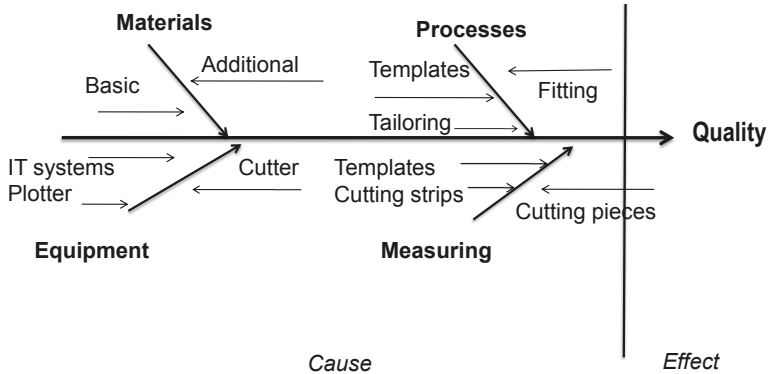 Materials
Processes
Additional
Templates
Basic
Fitting
Tailoring
Quality
IT systems
Cutter
Templates
Plotter
Cutting strips
Cutting pieces
Equipment
Measuring
Cause
Effect